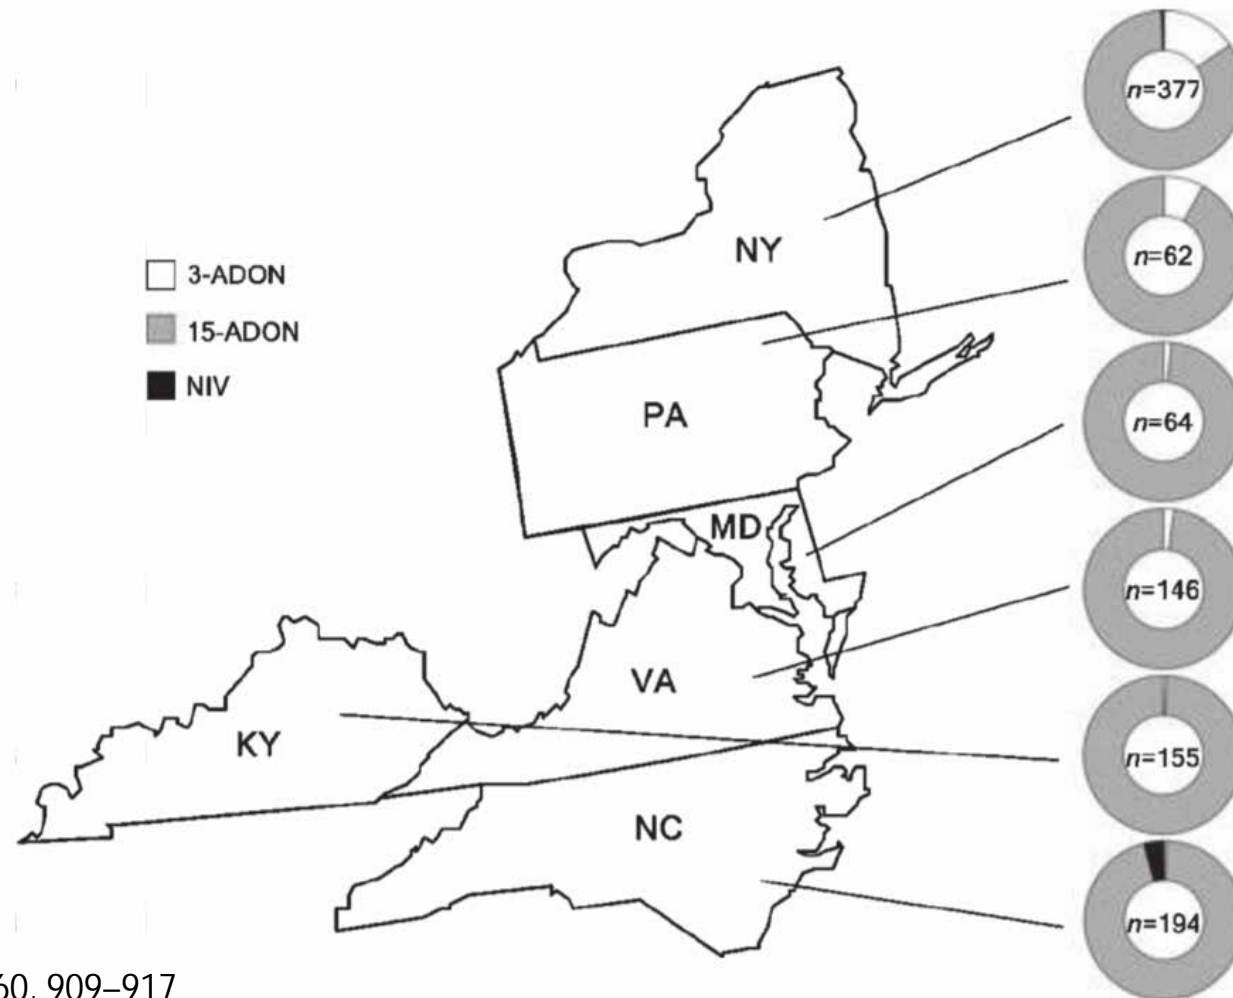 n=377
NY
n=62
3-ADON
15-ADON
NIV
PA
n=64
MD
n=146
VA
KY
n=155
NC
n=194
60, 909–917